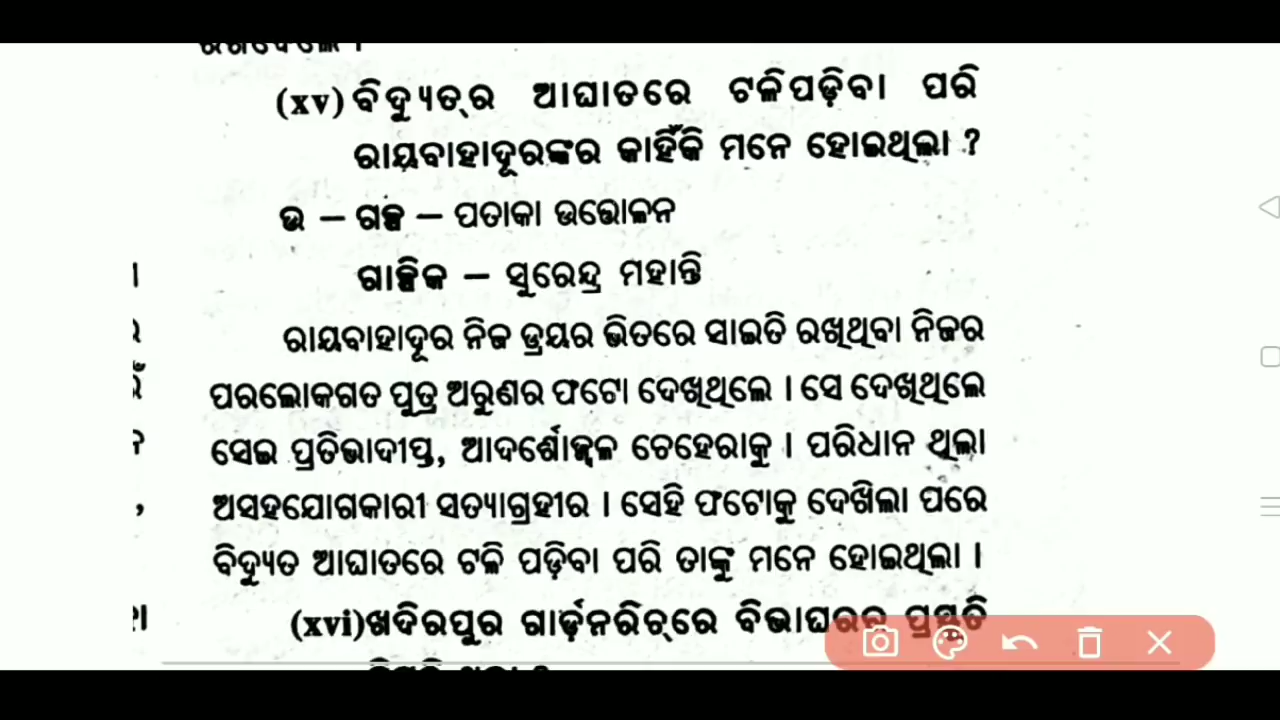 (xv) ବିଦ୍ୟୁତ୍‌ର ଆଘାତରେ ଟଳିପଡ଼ିବା ପରି
ରାୟବାହାଦୂରଙ୍କର କାହିଁକି ମନେ ହୋଇଥିଲା ?
ଉ – ଗଳ୍ପ – ପତାକା ଉତ୍ତୋଳନ
ଗାଳ୍ପିକ – ସୁରେନ୍ଦ୍ର ମହାନ୍ତି
ରାୟବାହାଦୂର ନିଜ ଡ୍ରୟର ଭିତରେ ସାଇତି ରଖିଥିବା ନିଜର
ପରଲୋକଗତ ପୁତ୍ର ଅରୁଣର ଫଟୋ ଦେଖିଥିଲେ । ସେ ଦେଖିଥିଲେ
ସେଇ ପ୍ରତିଭାଦୀପ୍ତ, ଆଦର୍ଶୋଜ୍ଜ୍ୱଳ ଚେହେରାକୁ । ପରିଧାନ ଥିଲା
ଅସହଯୋଗକାରୀ ସତ୍ୟାଗ୍ରହୀର । ସେହି ଫଟୋକୁ ଦେଖିଲା ପରେ
ବିଦ୍ୟୁତ ଆଘାତରେ ଟଳି ପଡ଼ିବା ପରି ତାଙ୍କୁ ମନେ ହୋଇଥିଲା ।
(xvi) ଖଦିରପୁର ଗାର୍ଡ଼ନରିଚ୍‌ରେ ବିଭାଘରର ପ୍ରସ୍ତୁତି